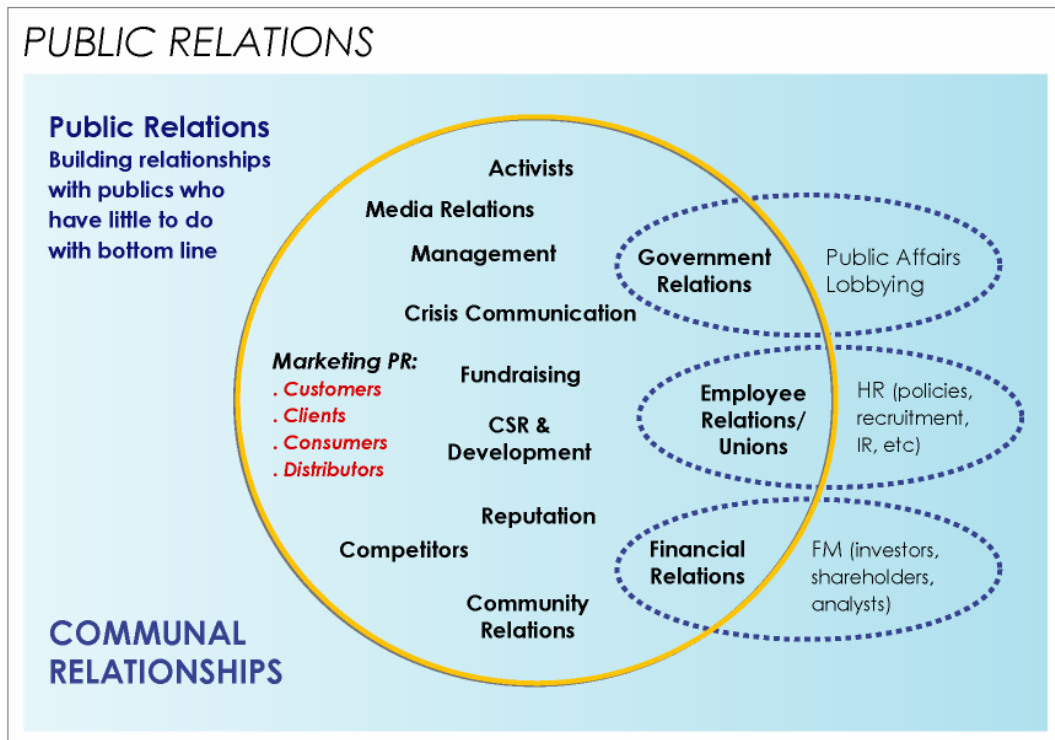 PUBLIC RELATIONS
Public Relations
Building relationships
with publics who
have little to do
with bottom line
Activists
Media Relations
Management
Crisis Communication
Marketing PR:
. Customers
. Clients
. Consumers
. Distributors
Fundraising
CSR &
Development
Reputation
Competitors
Community
Relations
Government
Relations
Public Affairs
Lobbying
Employee
Relations/
Unions
HR (policies,
recruitment,
IR, etc)
Financial
Relations
FM (investors,
shareholders,
analysts)
COMMUNAL
RELATIONSHIPS